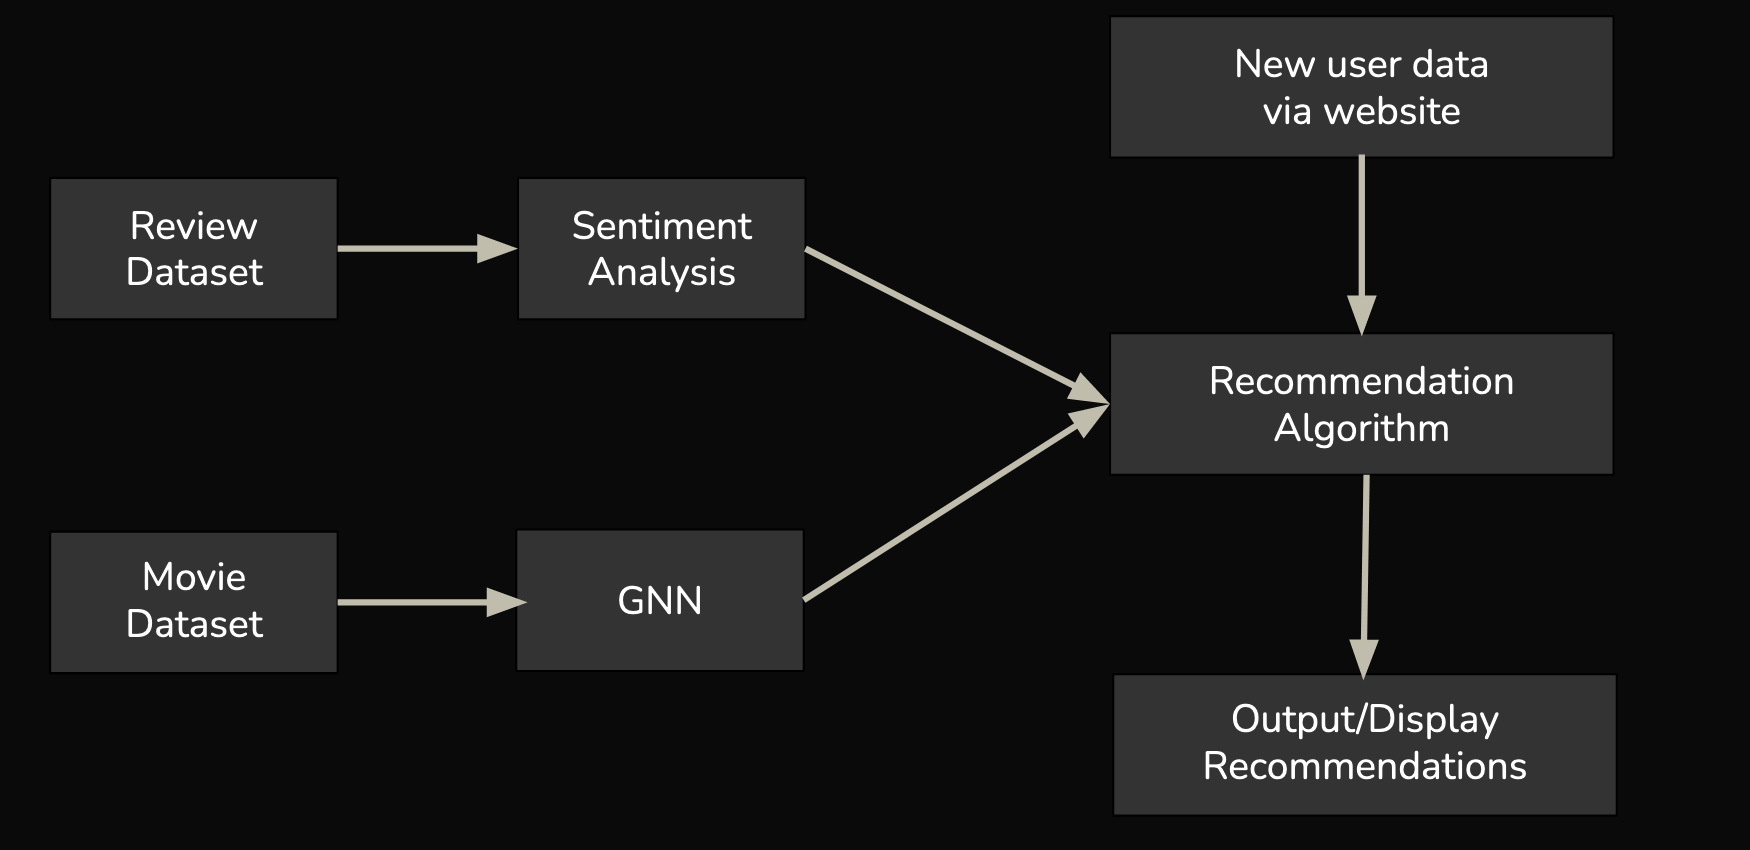 New user data
via website
Review
Dataset
Sentiment
Analysis
Recommendation
Algorithm
Movie
Dataset
GNN
Output/Display
Recommendations